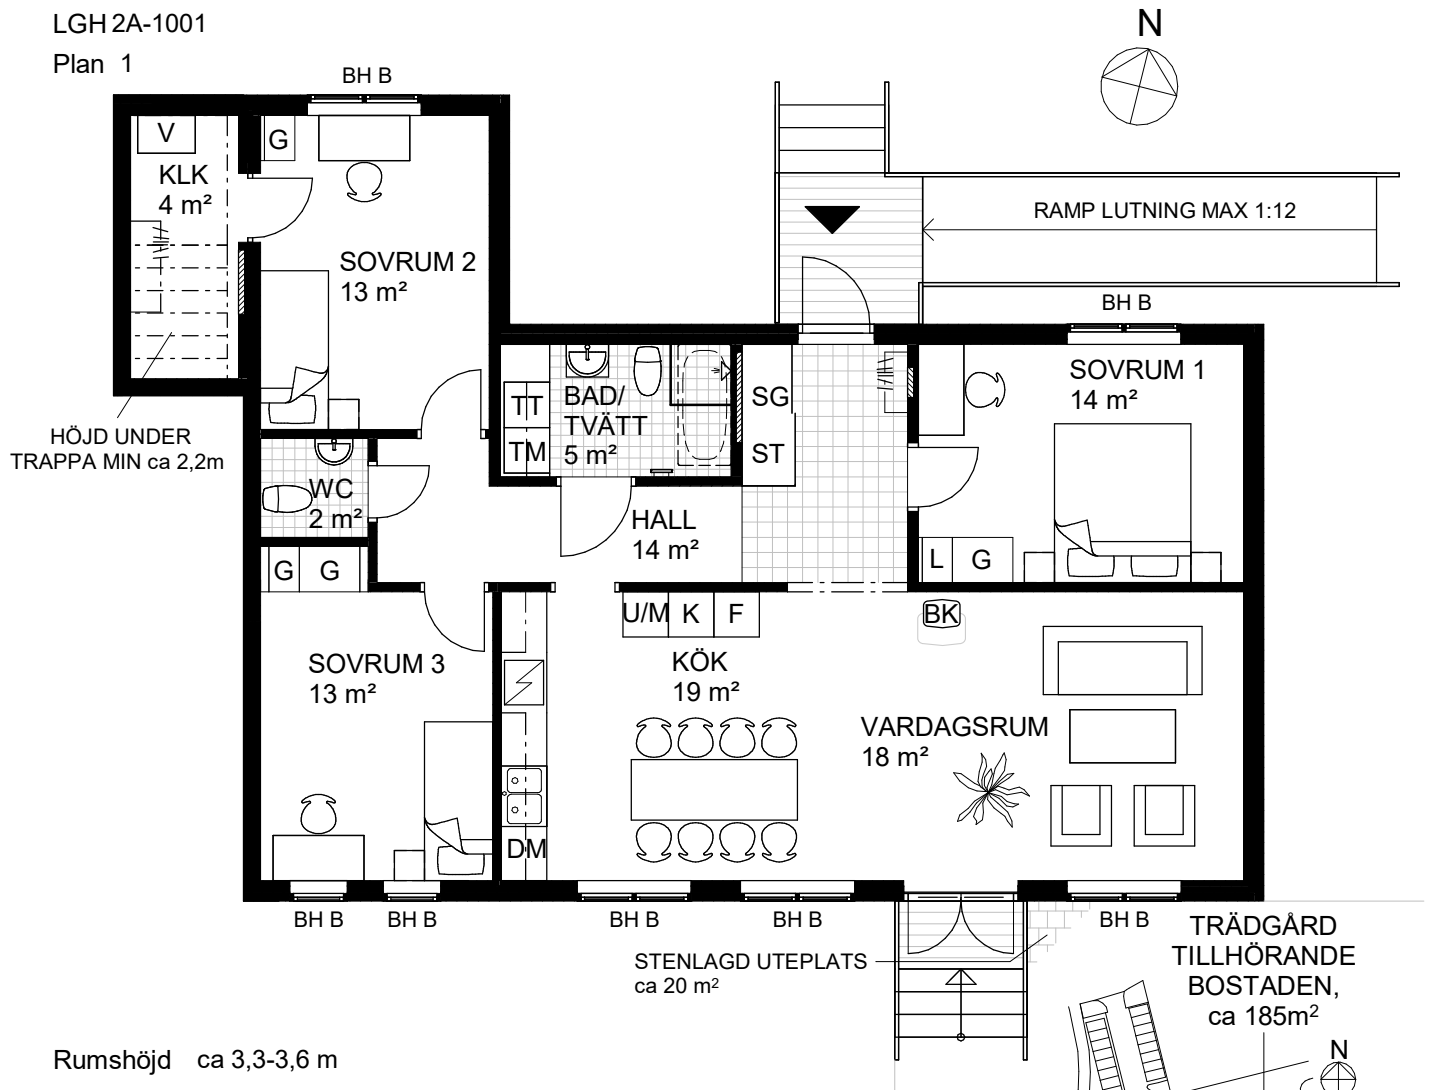 LGH 2A-1001
Plan 1
N
BH B
V
G
KLK
4 m²
RAMP LUTNING MAX 1:12
SOVRUM 2
13 m²
BH B
SOVRUM 1
14 m²
BAD/
TVÄTT
5 m²
TT
TM
SG
ST
HÖJD UNDER
TRAPPA MIN ca 2,2m
WC
2 m²
HALL
14 m²
L G
G G
U/M K F
BK
SOVRUM 3
13 m²
KÖK
19 m²
VARDAGSRUM
18 m²
DM
BH B
BH B
BH B
BH B
BH B
STENLAGD UTEPLATS
ca 20 m²
TRÄDGÅRD
TILLHÖRANDE
BOSTADEN,
ca 185m²
N
Rumshöjd ca 3,3-3,6 m